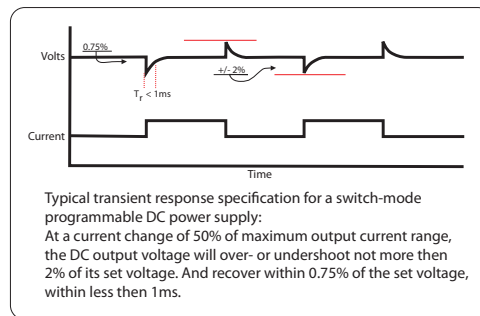 Volts
0.75%
+/- 2%
Tr < 1ms
Current
Time
Typical transient response specification for a switch-mode
programmable DC power supply:
At a current change of 50% of maximum output current range,
the DC output voltage will over- or undershoot not more then
2% of its set voltage. And recover within 0.75% of the set voltage,
within less then 1ms.